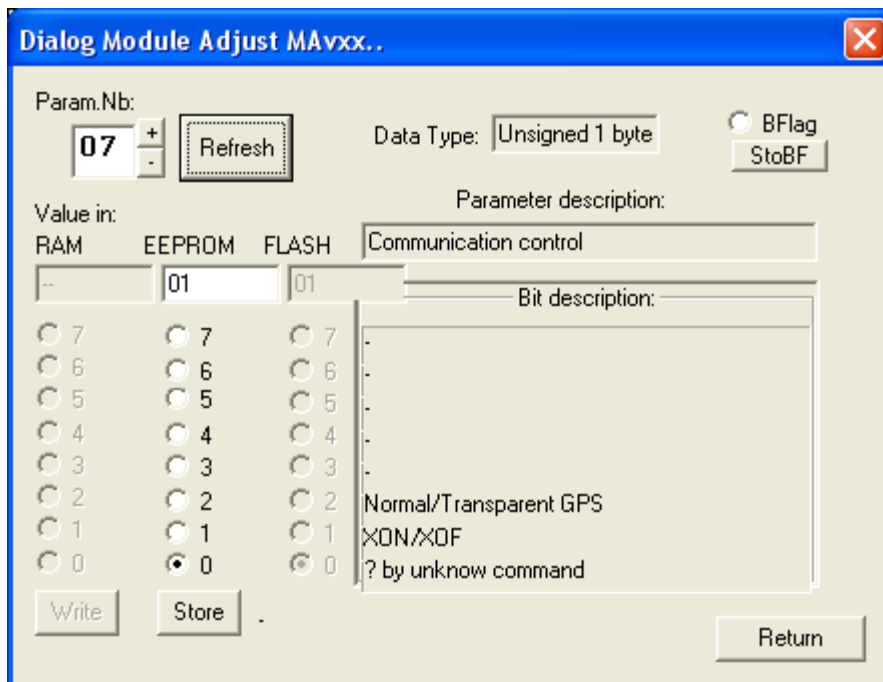 Dialog Module Adjust MAvxx..
Param.Nb:
07
+
-
Refresh
Data Type: Unsigned 1 byte
BFlag
StoBF
Value in:
RAM EEPROM FLASH
-- 01 01
Parameter description:
Communication control
Bit description:
7 7 7 .
6 6 6 .
5 5 5 .
4 4 4 .
3 3 3 .
2 2 2 Normal/Transparent GPS
1 1 1 XON/XOF
0 0 0 ? by unknow command
Write Store .
Return